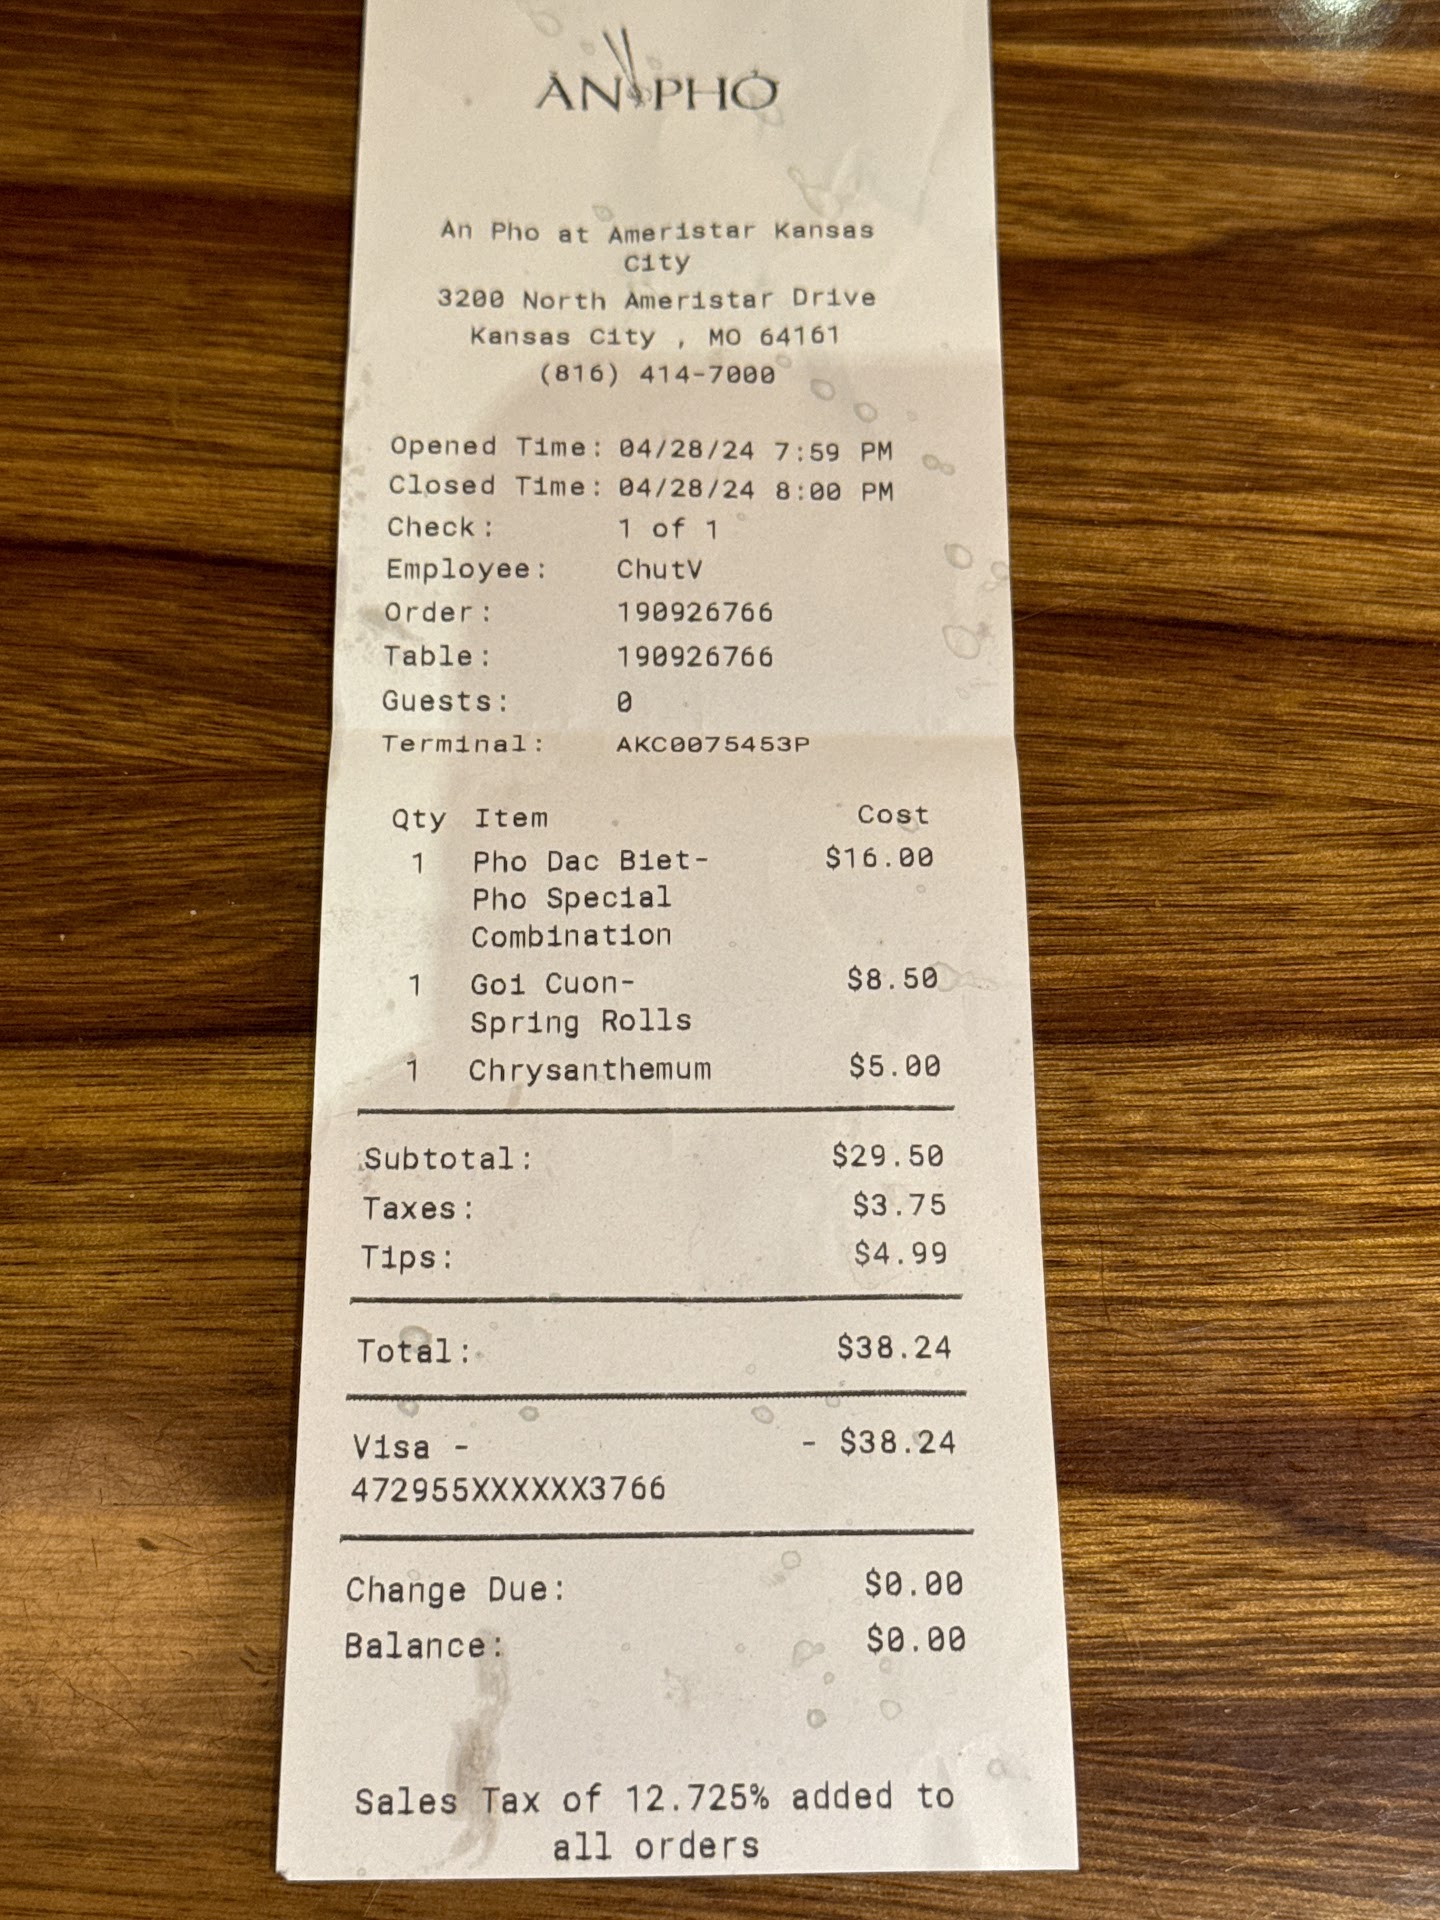 AN PHỞ
An Pho at Ameristar Kansas
City
3200 North Ameristar Drive
Kansas City , MO 64161
(816) 414-7000
Opened Time: 04/28/24 7:59 PM
Closed Time: 04/28/24 8:00 PM
Check: 1 of 1
Employee: ChutV
Order: 190926766
Table: 190926766
Guests: 0
Terminal: AKC0075453P
Qty Item Cost
1 Pho Dac Biet- $16.00
Pho Special
Combination
1 Goi Cuon- $8.50
Spring Rolls
1 Chrysanthemum $5.00
Subtotal: $29.50
Taxes: $3.75
Tips: $4.99
Total: $38.24
Visa - - $38.24
472955XXXXXX3766
Change Due: $0.00
Balance: $0.00
Sales Tax of 12.725% added to
all orders